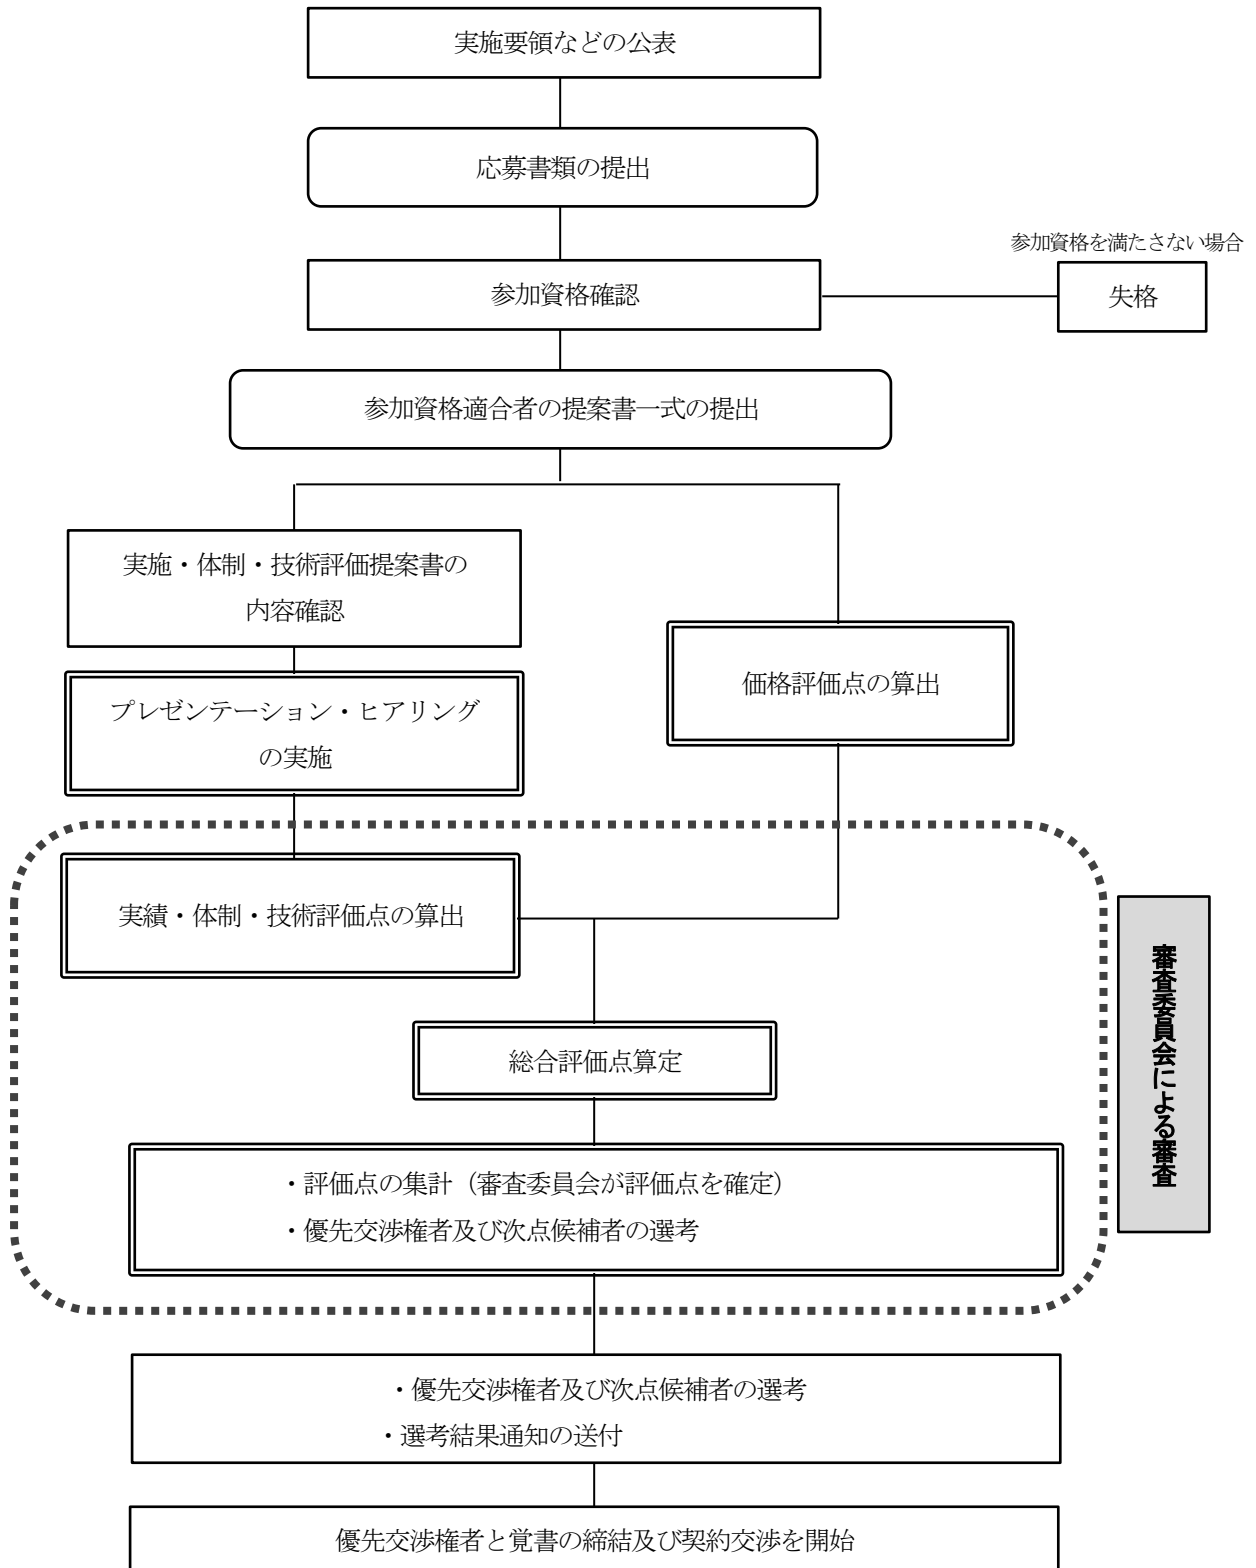 実施要領などの公表
応募書類の提出
参加資格を満たさない場合
参加資格確認
失格
参加資格適合者の提案書一式の提出
実施・体制・技術評価提案書の
内容確認
価格評価点の算出
プレゼンテーション・ヒアリング
の実施
実績・体制・技術評価点の算出
審査委員会による審査
総合評価点算定
・評価点の集計（審査委員会が評価点を確定）
・優先交渉権者及び次点候補者の選考
・優先交渉権者及び次点候補者の選考
・選考結果通知の送付
優先交渉権者と覚書の締結及び契約交渉を開始